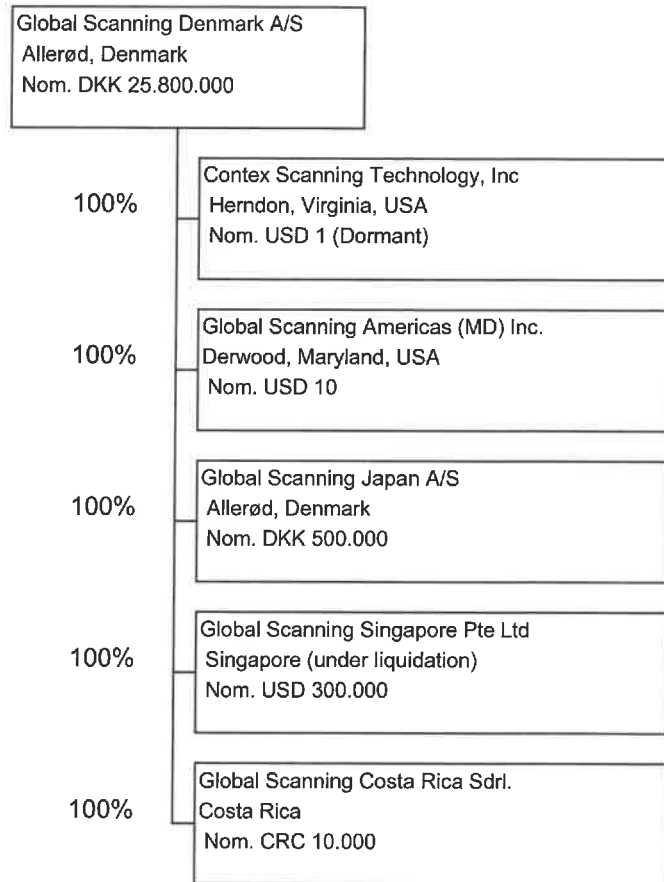 Global Scanning Denmark A/S
Allerød, Denmark
Nom. DKK 25.800.000
100%
Contex Scanning Technology, Inc
Herndon, Virginia, USA
Nom. USD 1 (Dormant)
100%
Global Scanning Americas (MD) Inc.
Derwood, Maryland, USA
Nom. USD 10
100%
Global Scanning Japan A/S
Allerød, Denmark
Nom. DKK 500.000
100%
Global Scanning Singapore Pte Ltd
Singapore (under liquidation)
Nom. USD 300.000
100%
Global Scanning Costa Rica Sdrl.
Costa Rica
Nom. CRC 10.000